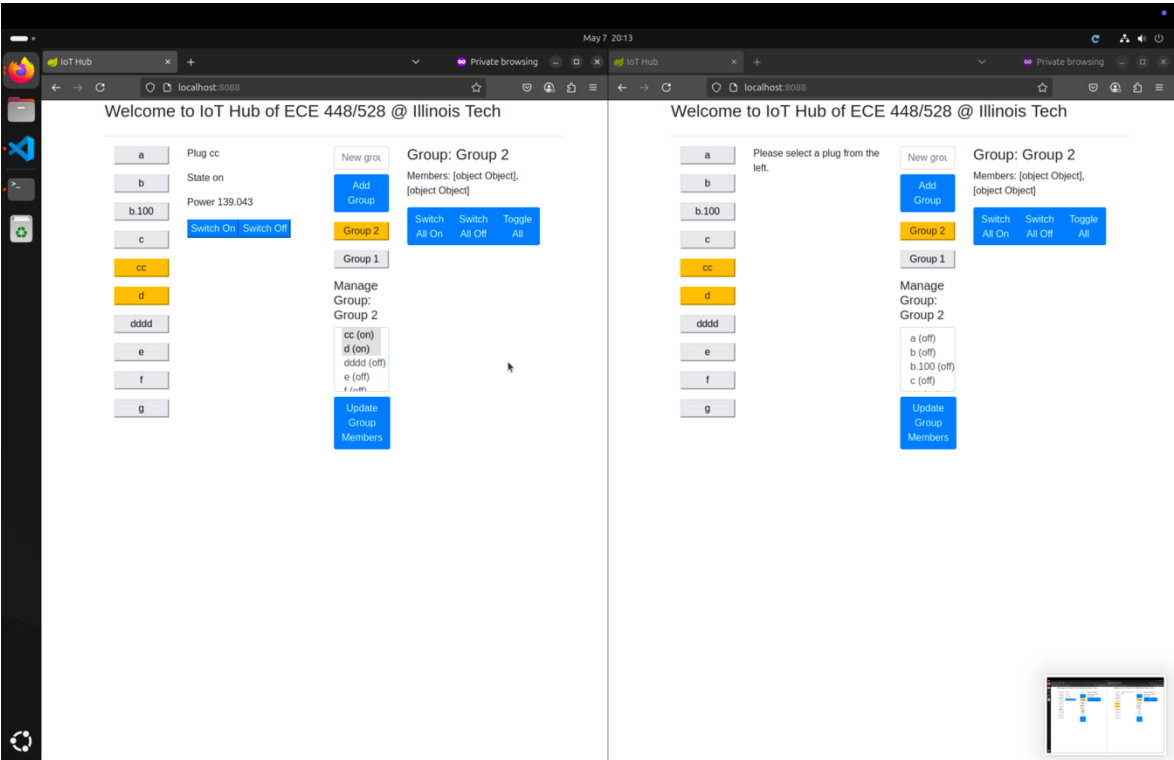 May 7 20:13
IoT Hub
Private browsing
localhost:8088
Welcome to IoT Hub of ECE 448/528 @ Illinois Tech
a
b
b.100
c
cc
d
dddd
e
f
g
Plug cc
State on
Power 139.043
Switch On Switch Off
New grou
Add
Group
Group 2
Group 1
Manage
Group:
Group 2
cc (on)
d (on)
dddd (off)
e (off)
f (off)
Update
Group
Members
Group: Group 2
Members: [object Object],
[object Object]
Switch
All On
Switch
All Off
Toggle
All
IoT Hub
Private browsing
localhost:8088
Welcome to IoT Hub of ECE 448/528 @ Illinois Tech
a
b
b.100
c
cc
d
dddd
e
f
g
Please select a plug from the
left.
New grou
Add
Group
Group 2
Group 1
Manage
Group:
Group 2
a (off)
b (off)
b.100 (off)
c (off)
Update
Group
Members
Group: Group 2
Members: [object Object],
[object Object]
Switch
All On
Switch
All Off
Toggle
All